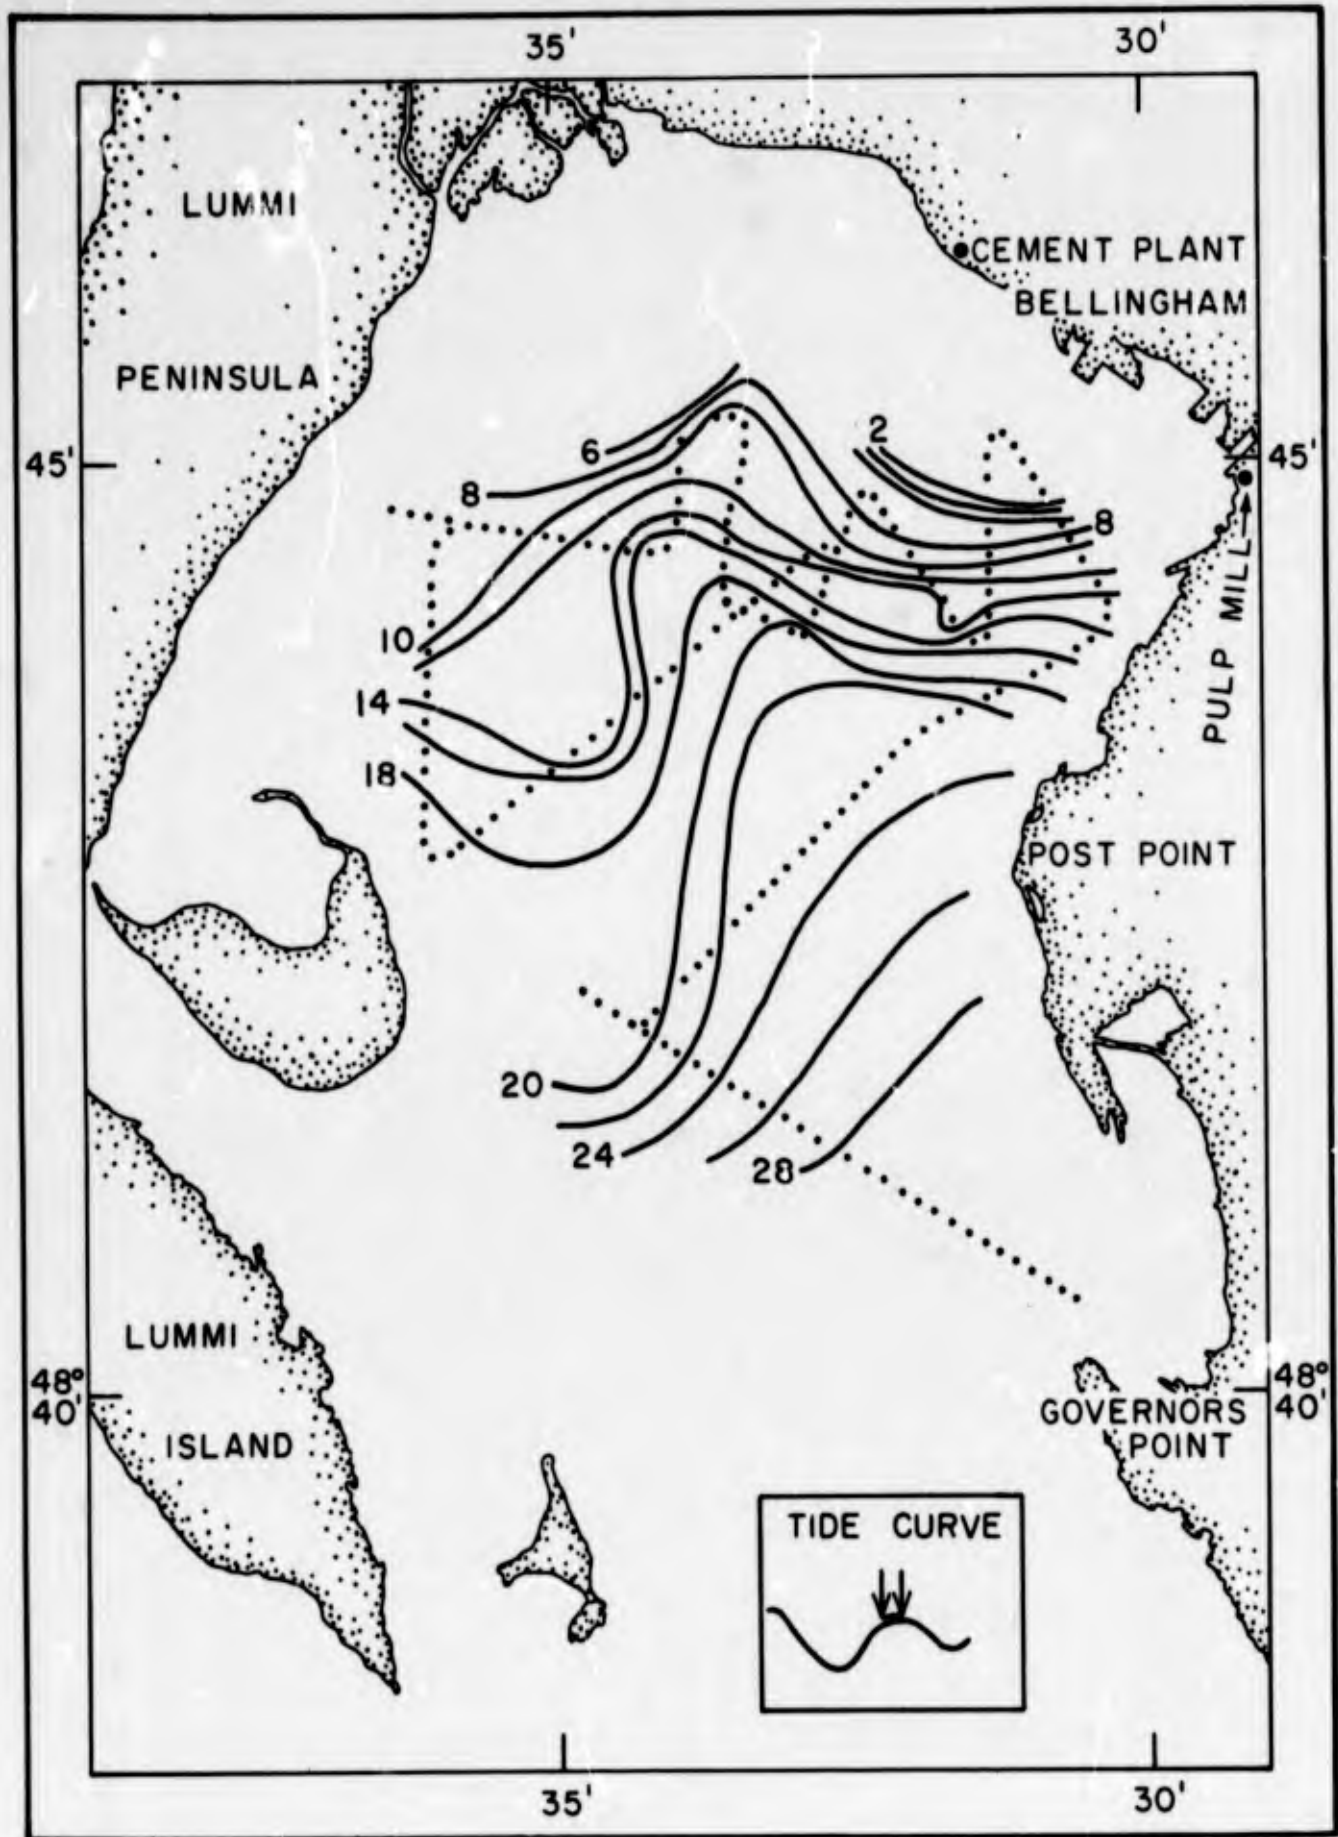 35'
30'
LUMMI
CEMENT PLANT
BELLINGHAM
PENINSULA
2
6
45'
45'
8
8
PULP MILL
10
14
18
POST POINT
20
24
28
LUMMI
48°
40'
48°
40'
GOVERNORS
POINT
ISLAND
TIDE CURVE
35'
30'